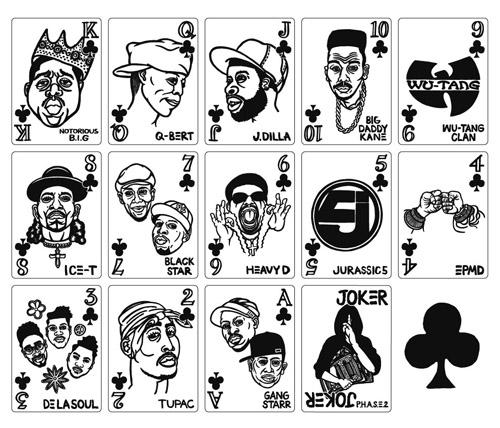 K
NOTORIOUS
B.I.G
K
Q
Q-BERT
Q
J
J.DILLA
J
10
BIG
DADDY
KANE
10
9
WU-TANG
WU-TANG
CLAN
9
8
ICE-T
8
7
BLACK
STAR
7
6
HEAVY D
6
5
J5
JURASSIC 5
5
4
EPMD
4
3
DE LA SOUL
3
2
TUPAC
2
A
GANG
STARR
A
JOKER
P.H.A.S.E.2
JOKER